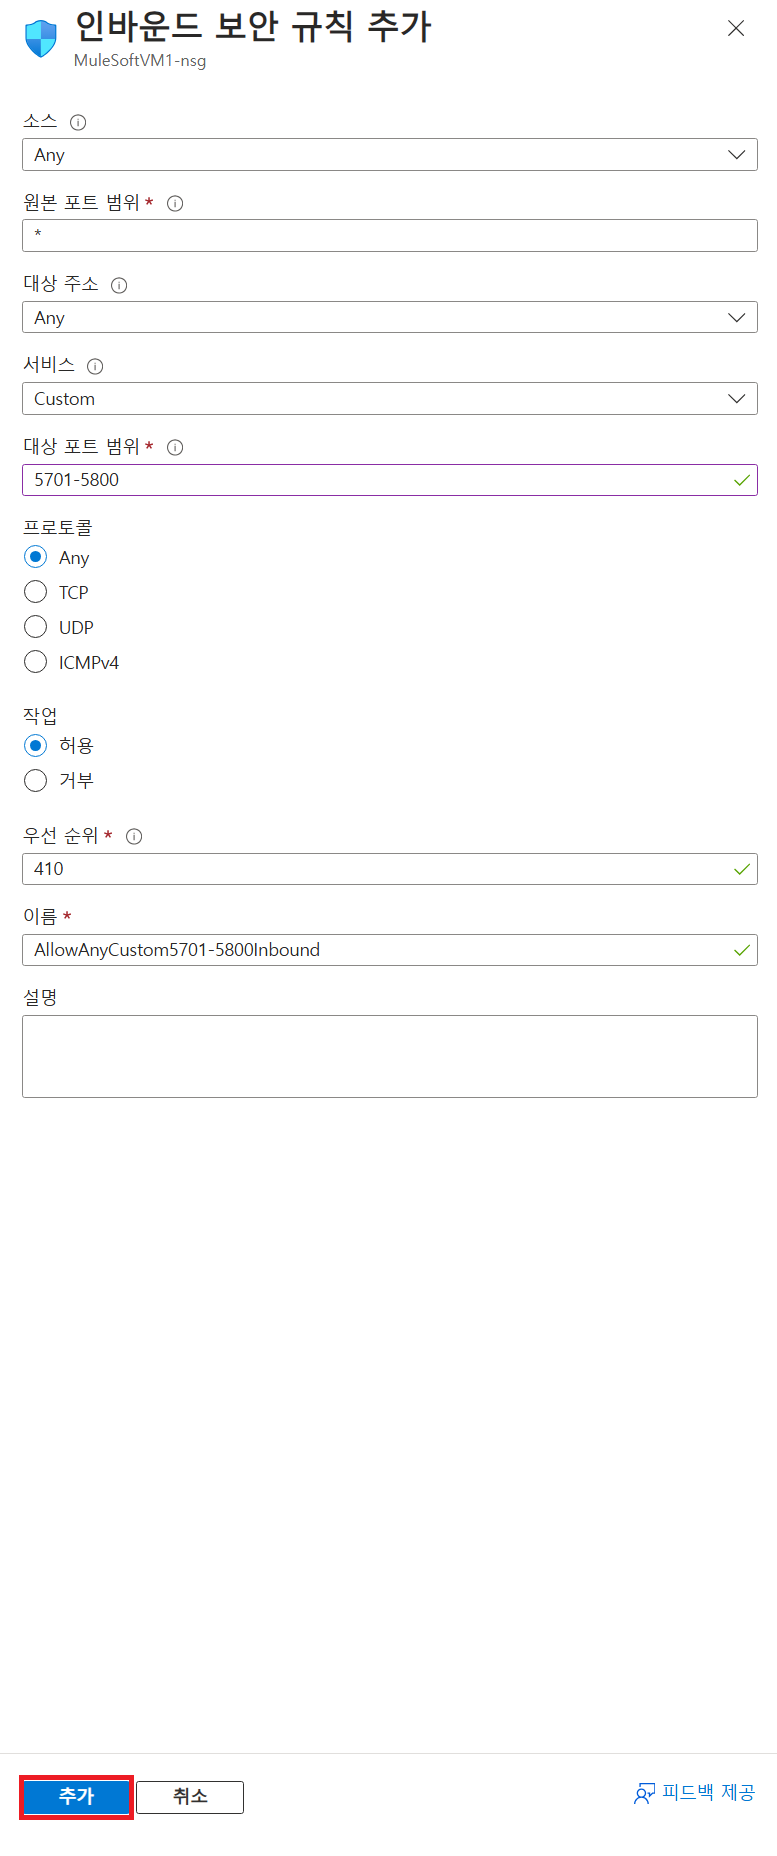 인바운드 보안 규칙 추가
MuleSoftVM1-nsg
소스
Any
원본 포트 범위 *
*
대상 주소
Any
서비스
Custom
대상 포트 범위 *
5701-5800
프로토콜
Any
TCP
UDP
ICMPv4
작업
허용
거부
우선 순위 *
410
이름 *
AllowAnyCustom5701-5800Inbound
설명
추가 취소 피드백 제공